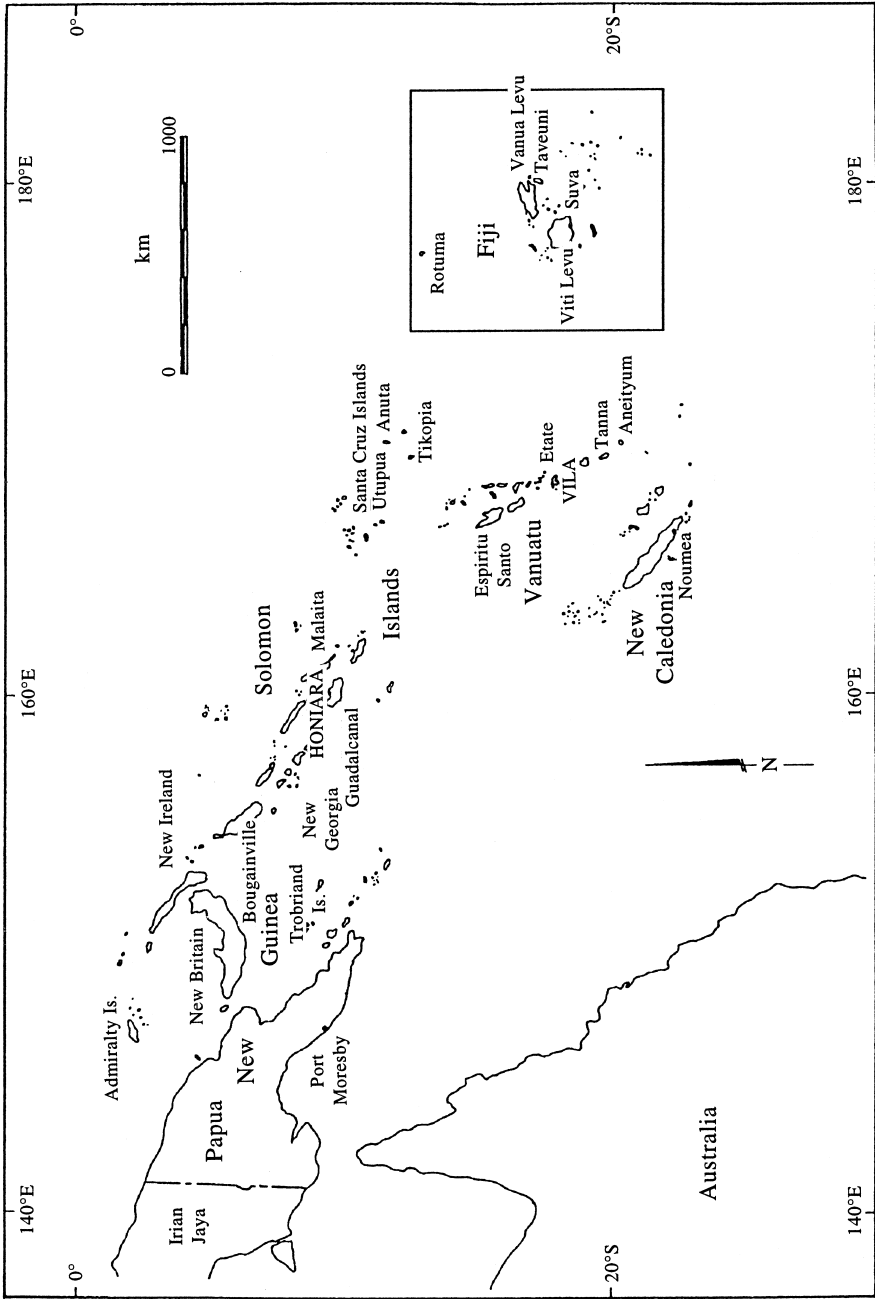 140°E
160°E
180°E
0°
0°
km
0
1000
Admiralty Is.
New Ireland
New Britain
Irian
Jaya
Papua
New
Guinea
Bougainville
Solomon
Islands
Trobriand
Is.
New
Georgia
HONIARA
Malaita
Guadalcanal
Port
Moresby
Santa Cruz Islands
Utupua
Anuta
Tikopia
Rotuma
Fiji
Vanua Levu
Taveuni
Suva
Viti Levu
Espiritu
Santo
Vanuatu
Etate
VILA
Tanna
Aneityum
New
Caledonia
Noumea
Australia
N
20°S
20°S
140°E
160°E
180°E